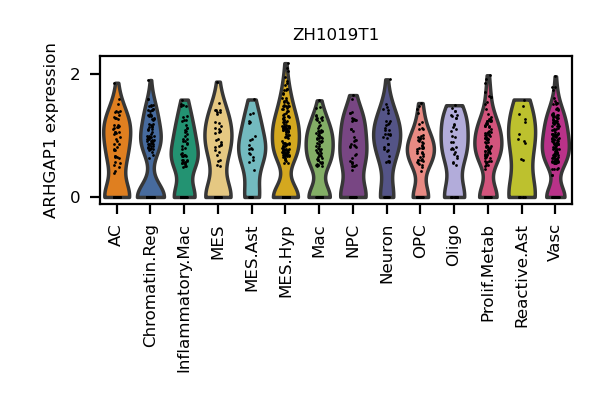 ZH1019T1
ARHGAP1 expression
2
0
AC
Chromatin.Reg
Inflammatory.Mac
MES
MES.Ast
MES.Hyp
Mac
NPC
Neuron
OPC
Oligo
Prolif.Metab
Reactive.Ast
Vasc